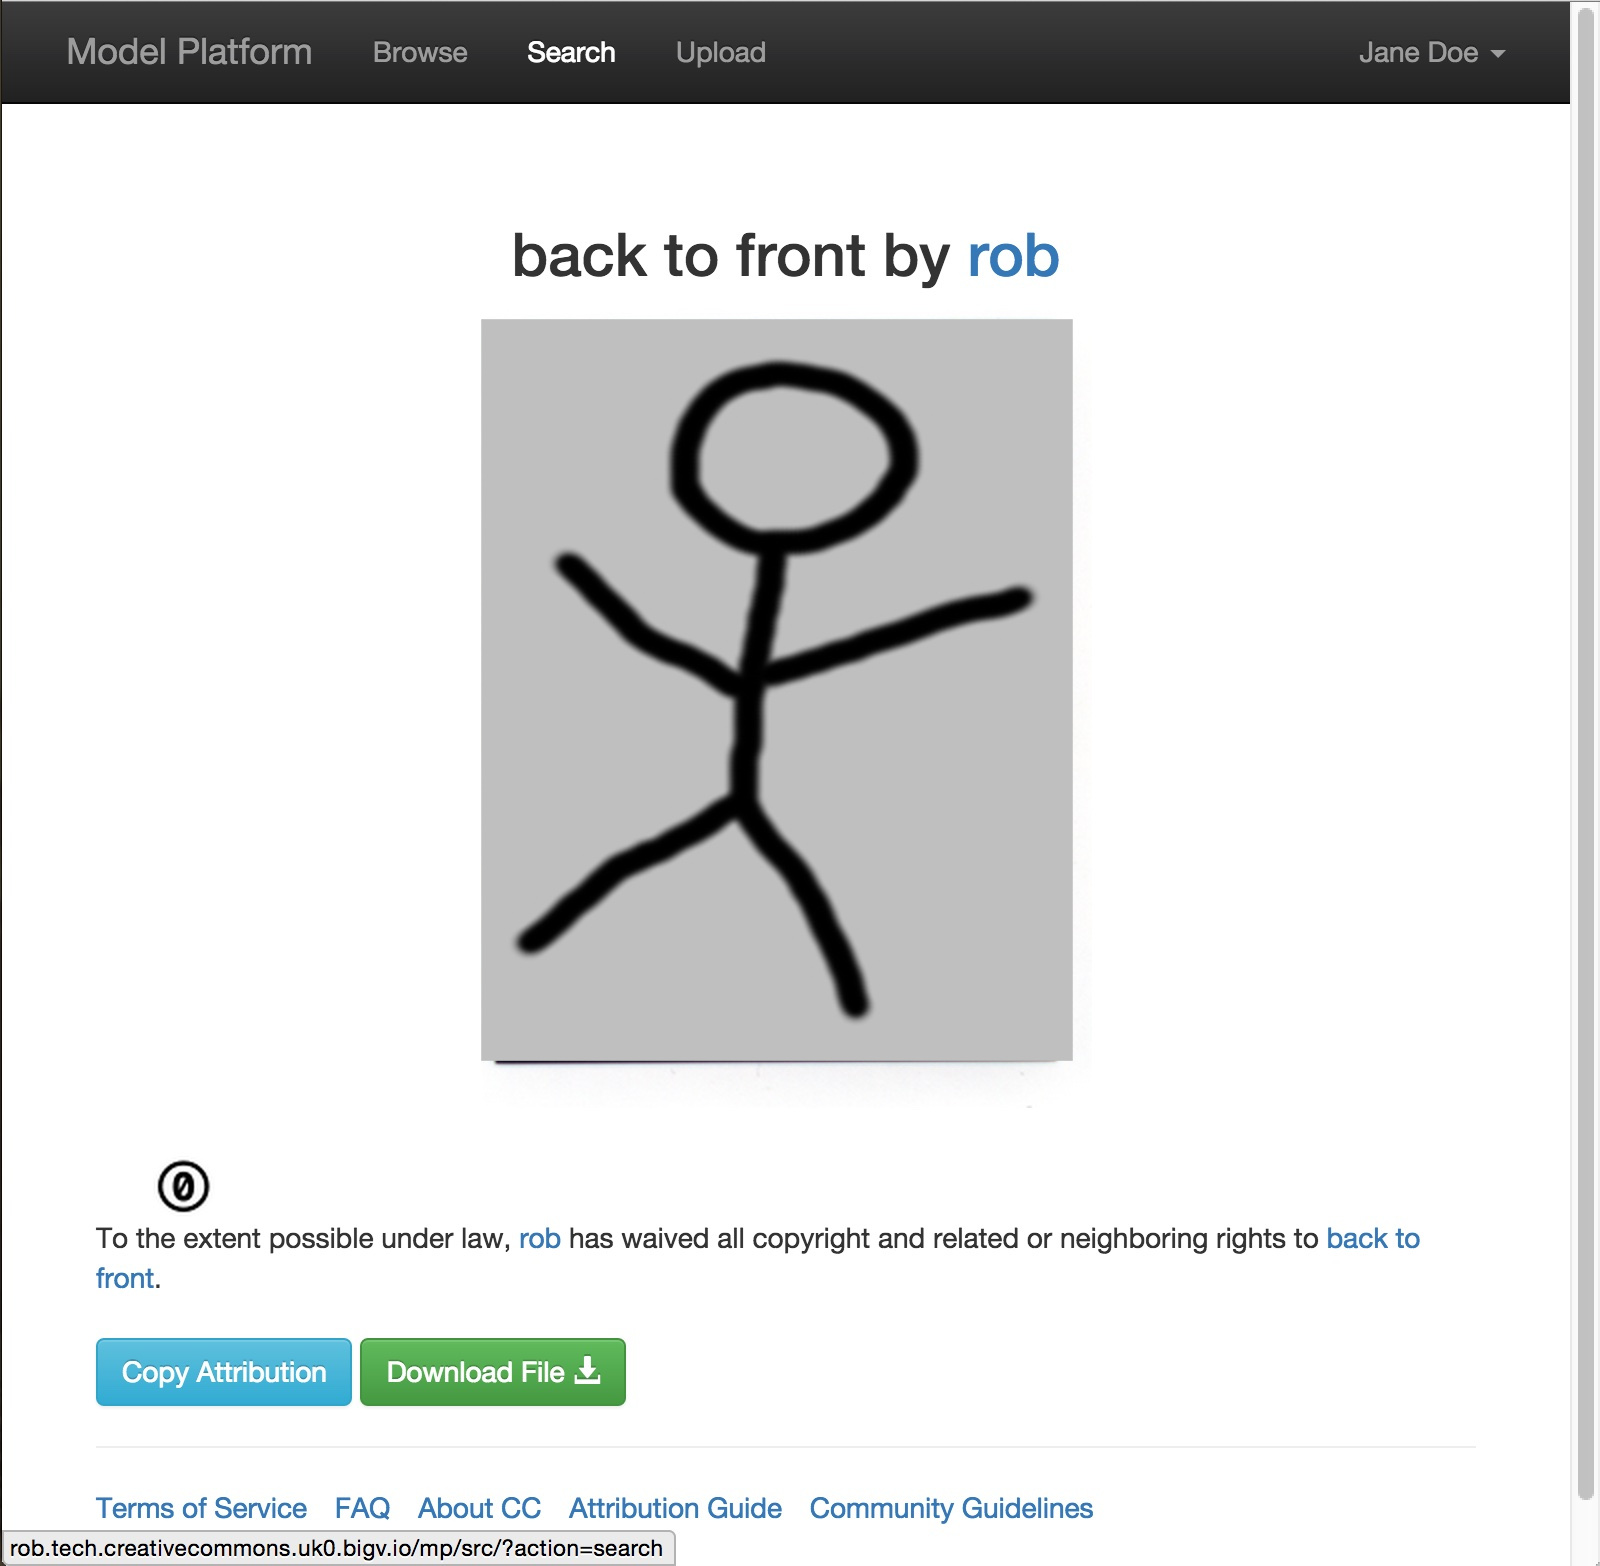 Model Platform Browse Search Upload Jane Doe
back to front by rob
0
To the extent possible under law, rob has waived all copyright and related or neighboring rights to back to
front.
Copy Attribution Download File
Terms of Service FAQ About CC Attribution Guide Community Guidelines
rob.tech.creativecommons.uk0.bigv.io/mp/src/?action=search